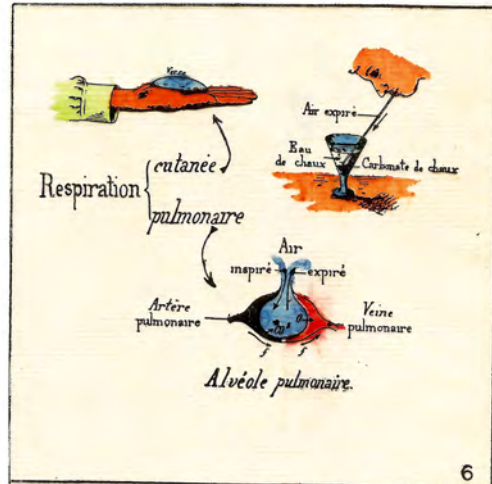 Verre
Air expiré
Eau
de chaux
Carbonate de chaux
Respiration
cutanée
pulmonaire
Air
inspiré
expiré
Artère
pulmonaire
Veine
pulmonaire
O
f
f
Alvéole pulmonaire.
6